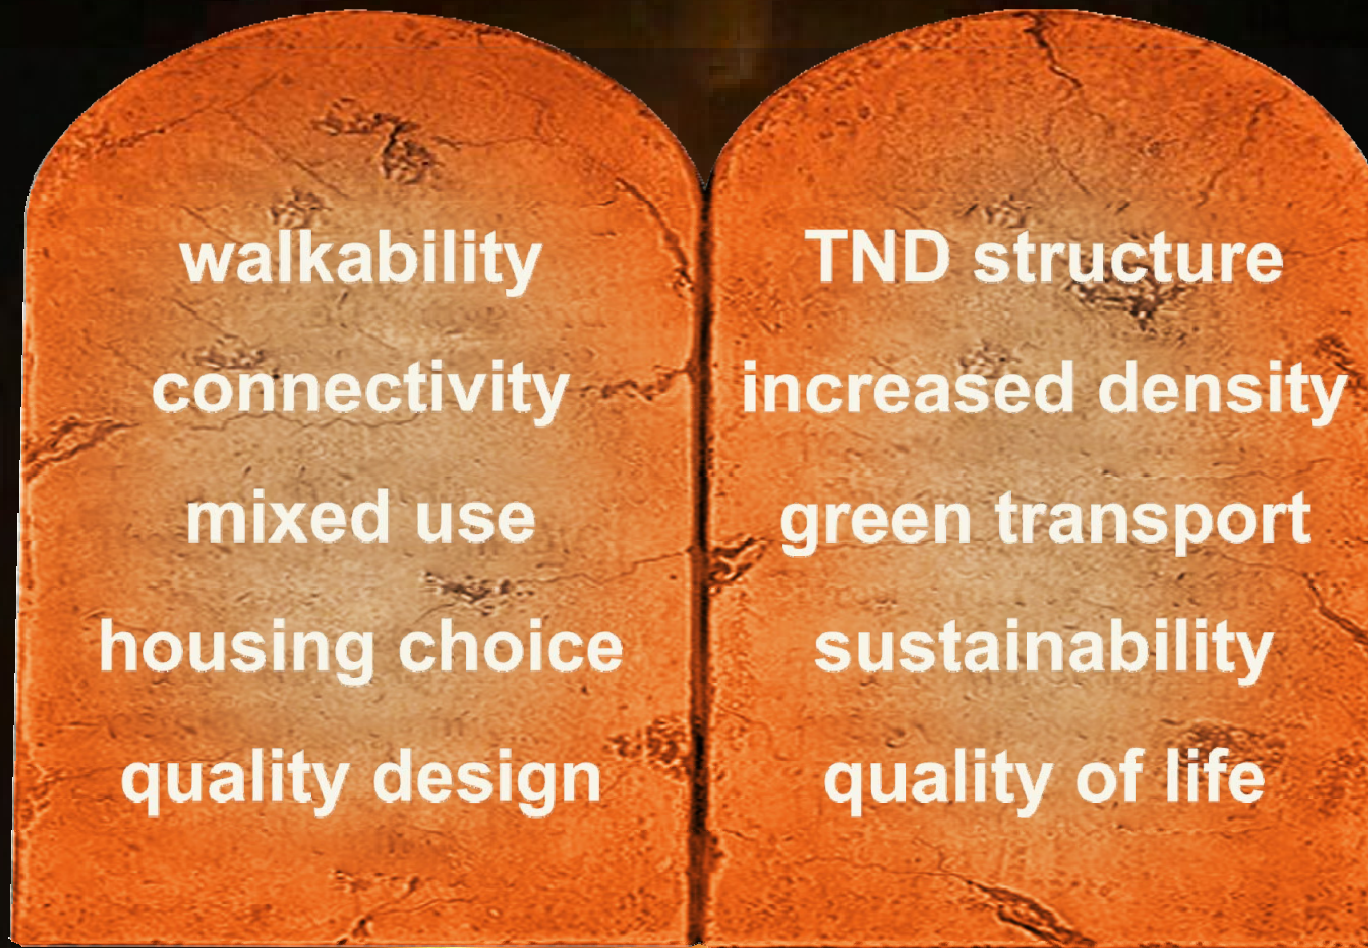 walkability
connectivity
mixed use
housing choice
quality design
TND structure
increased density
green transport
sustainability
quality of life